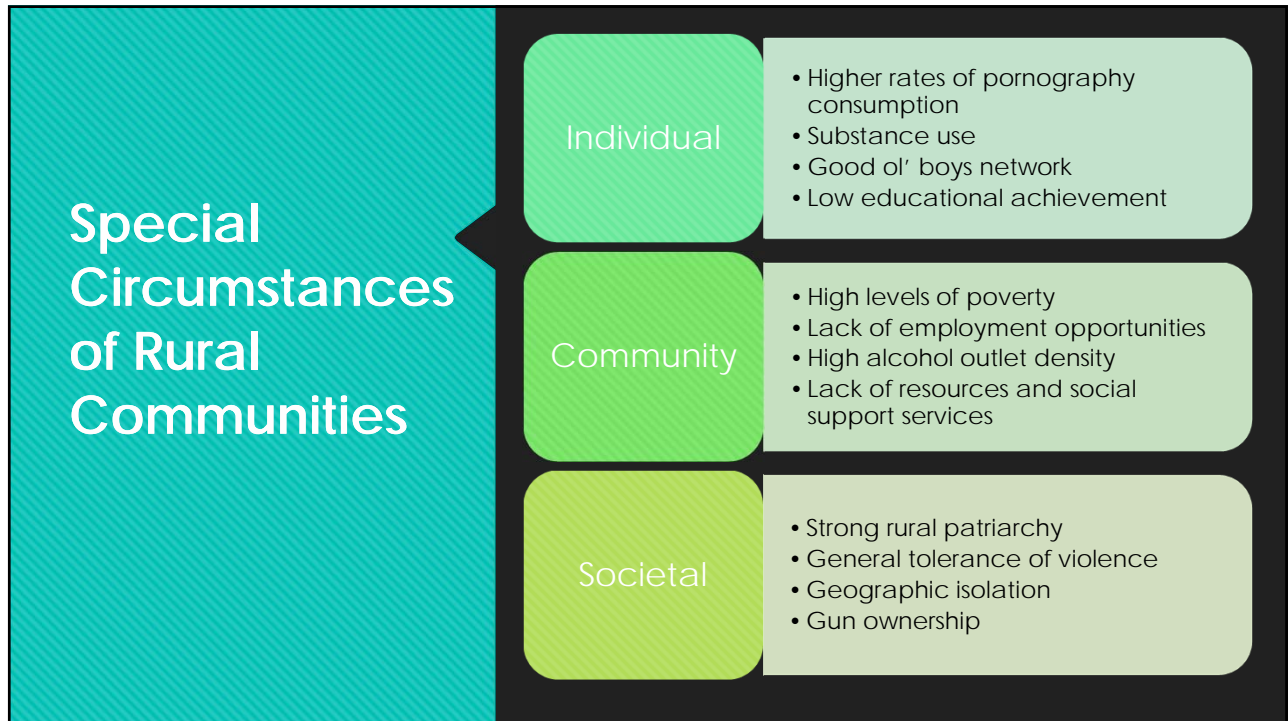 Special
Circumstances
of Rural
Communities
Individual
• Higher rates of pornography
consumption
• Substance use
• Good ol’ boys network
• Low educational achievement
Community
• High levels of poverty
• Lack of employment opportunities
• High alcohol outlet density
• Lack of resources and social
support services
Societal
• Strong rural patriarchy
• General tolerance of violence
• Geographic isolation
• Gun ownership